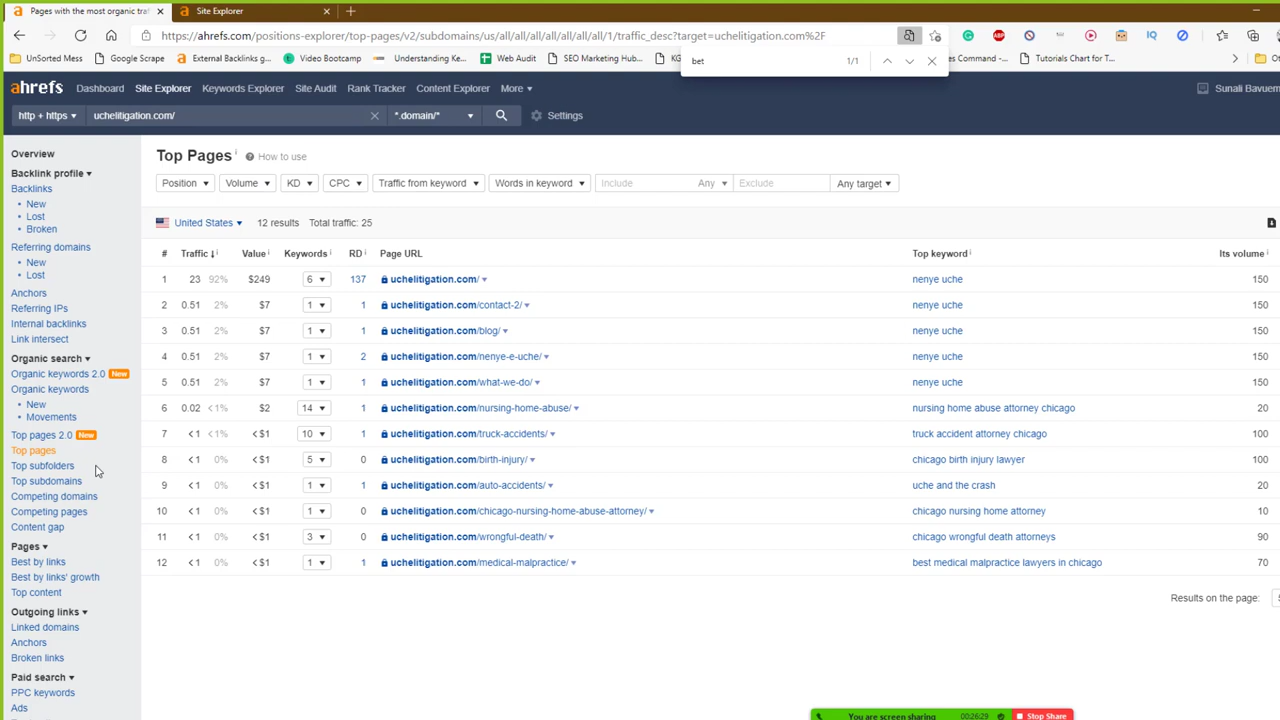 Pages with the most organic traf
Site Explorer
https://ahrefs.com/positions-explorer/top-pages/v2/subdomains/us/all/all/all/all/all/all/all/1/traffic_desc?target=uchelitigation.com%2F
UnSorted Mess
Google Scrape
External Backlinks g...
Video Bootcamp
Understanding Ke...
Web Audit
SEO Marketing Hub...
KG
bet
1/1
s Command -...
Tutorials Chart for T...
ahrefs
Dashboard
Site Explorer
Keywords Explorer
Site Audit
Rank Tracker
Content Explorer
More
Sunali Bavuem
http + https
uchelitigation.com/
*.domain/*
Settings
Overview
Backlink profile
Backlinks
• New
• Lost
• Broken
Referring domains
• New
• Lost
Anchors
Referring IPs
Internal backlinks
Link intersect
Organic search
Organic keywords 2.0 New
Organic keywords
• New
• Movements
Top pages 2.0 New
Top pages
Top subfolders
Top subdomains
Competing domains
Competing pages
Content gap
Pages
Best by links
Best by links' growth
Top content
Outgoing links
Linked domains
Anchors
Broken links
Paid search
PPC keywords
Ads
Top Pages i
How to use
Position
Volume
KD
CPC
Traffic from keyword
Words in keyword
Include
Any
Exclude
Any target
United States
12 results
Total traffic: 25
# Traffic Value Keywords RD Page URL Top keyword Its volume
1 23 92% $249 6 137 uchelitigation.com/ nenye uche 150
2 0.51 2% $7 1 1 uchelitigation.com/contact-2/ nenye uche 150
3 0.51 2% $7 1 1 uchelitigation.com/blog/ nenye uche 150
4 0.51 2% $7 1 2 uchelitigation.com/nenye-e-uche/ nenye uche 150
5 0.51 2% $7 1 1 uchelitigation.com/what-we-do/ nenye uche 150
6 0.02 <1% $2 14 1 uchelitigation.com/nursing-home-abuse/ nursing home abuse attorney chicago 20
7 <1 <1% <$1 10 1 uchelitigation.com/truck-accidents/ truck accident attorney chicago 100
8 <1 0% <$1 5 0 uchelitigation.com/birth-injury/ chicago birth injury lawyer 100
9 <1 0% <$1 1 1 uchelitigation.com/auto-accidents/ uche and the crash 20
10 <1 0% <$1 1 0 uchelitigation.com/chicago-nursing-home-abuse-attorney/ chicago nursing home attorney 10
11 <1 0% <$1 3 0 uchelitigation.com/wrongful-death/ chicago wrongful death attorneys 90
12 <1 0% <$1 1 1 uchelitigation.com/medical-malpractice/ best medical malpractice lawyers in chicago 70
Results on the page:
You are screen sharing
00:26:29
Stop Share